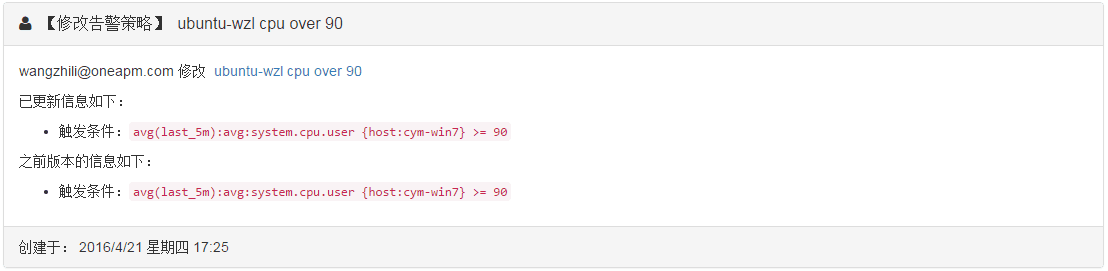 【修改告警策略】 ubuntu-wzl cpu over 90
wangzhili@oneapm.com 修改 ubuntu-wzl cpu over 90
已更新信息如下：
• 触发条件：avg(last_5m):avg:system.cpu.user {host:cym-win7} >= 90
之前版本的信息如下：
• 触发条件：avg(last_5m):avg:system.cpu.user {host:cym-win7} >= 90
创建于： 2016/4/21 星期四 17:25